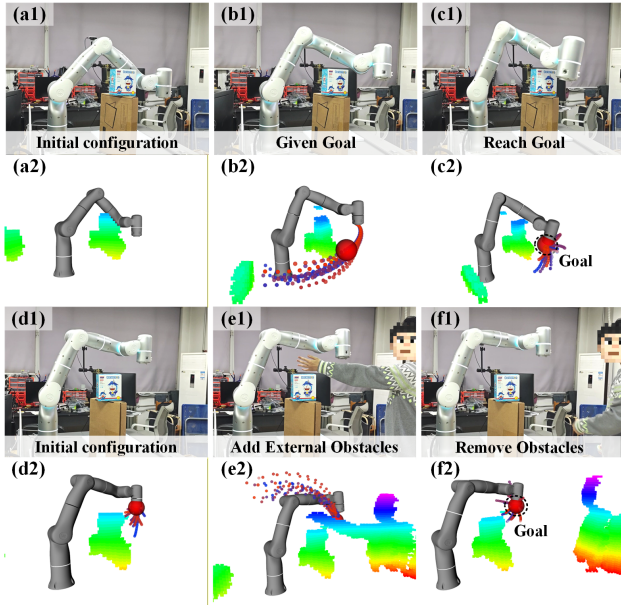 (a1)
(b1)
(c1)
Initial configuration
Given Goal
Reach Goal
(a2)
(b2)
(c2)
Goal
(d1)
(e1)
(f1)
Initial configuration
Add External Obstacles
Remove Obstacles
(d2)
(e2)
(f2)
Goal